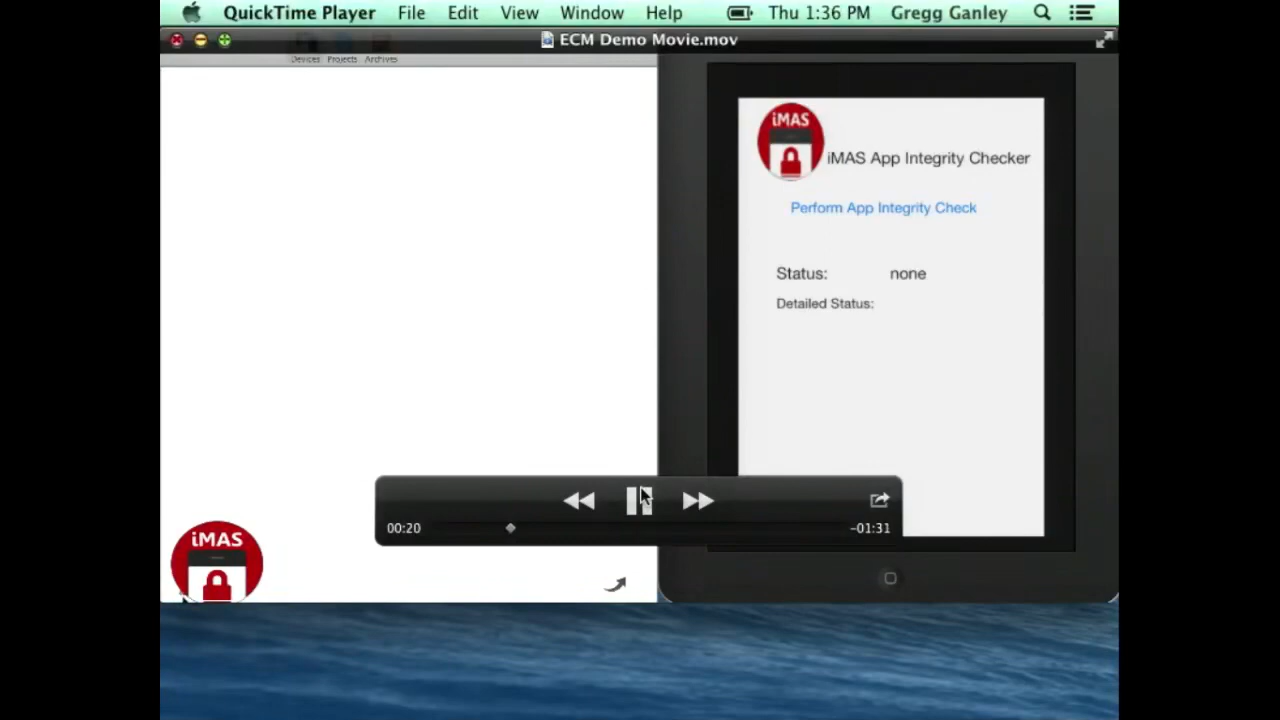 QuickTime Player File Edit View Window Help Thu 1:36 PM Gregg Ganley
ECM Demo Movie.mov
Devices Projects Archives
iMAS
iMAS App Integrity Checker
Perform App Integrity Check
Status: none
Detailed Status:
00:20 -01:31
iMAS